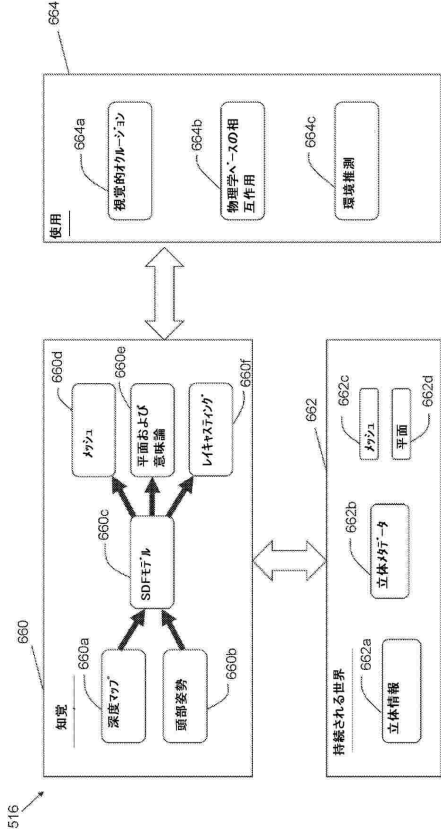 516
660
知覚
660a
深度マップ
660b
頭部姿勢
660c
SDFモデル
660d
メッシュ
660e
平面および
意味論
660f
レイキャスティング
662
持続される世界
662a
立体情報
662b
立体メタデータ
662c
メッシュ
662d
平面
664
使用
664a
視覚的オクルージョン
664b
物理学ベースの相
互作用
664c
環境推測